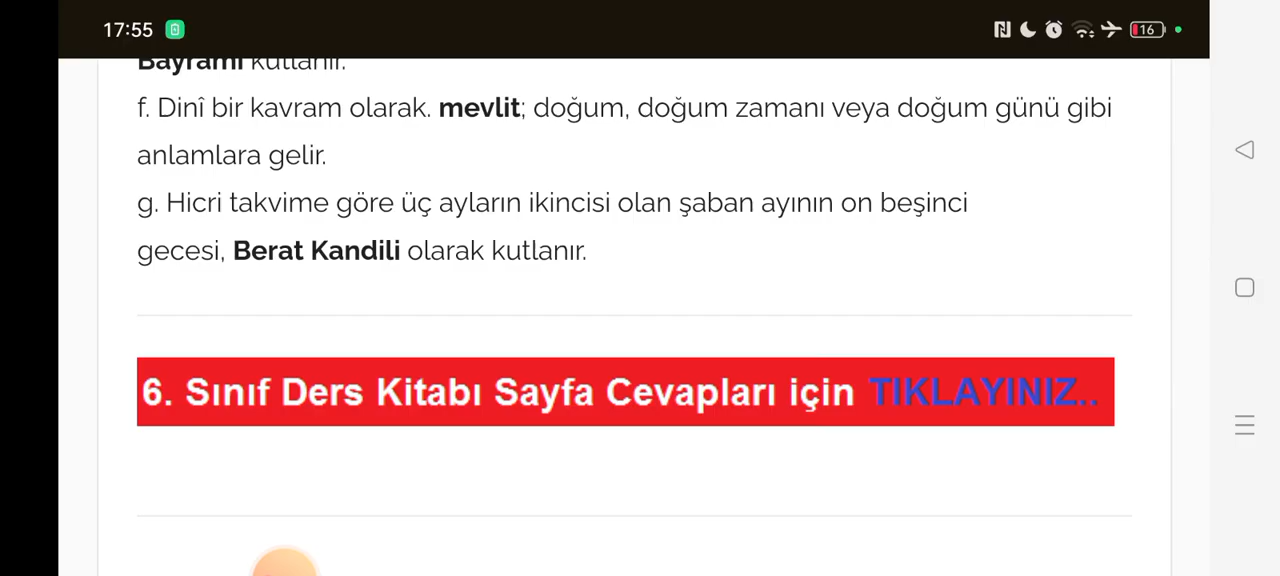 17:55
16
Bayramı kutlanır.
f. Dinî bir kavram olarak. mevlit; doğum, doğum zamanı veya doğum günü gibi
anlamlara gelir.
g. Hicri takvime göre üç ayların ikincisi olan şaban ayının on beşinci
gecesi, Berat Kandili olarak kutlanır.
6. Sınıf Ders Kitabı Sayfa Cevapları için TIKLAYINIZ..